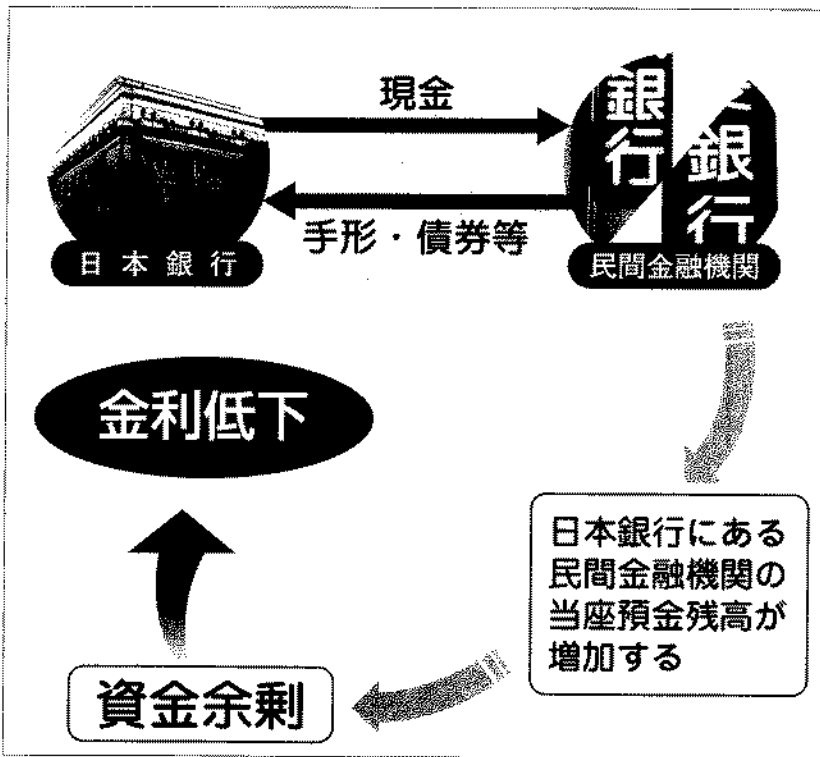 現金
銀行
銀行
手形・債券等
日本銀行
民間金融機関
金利低下
日本銀行にある
民間金融機関の
当座預金残高が
増加する
資金余剰